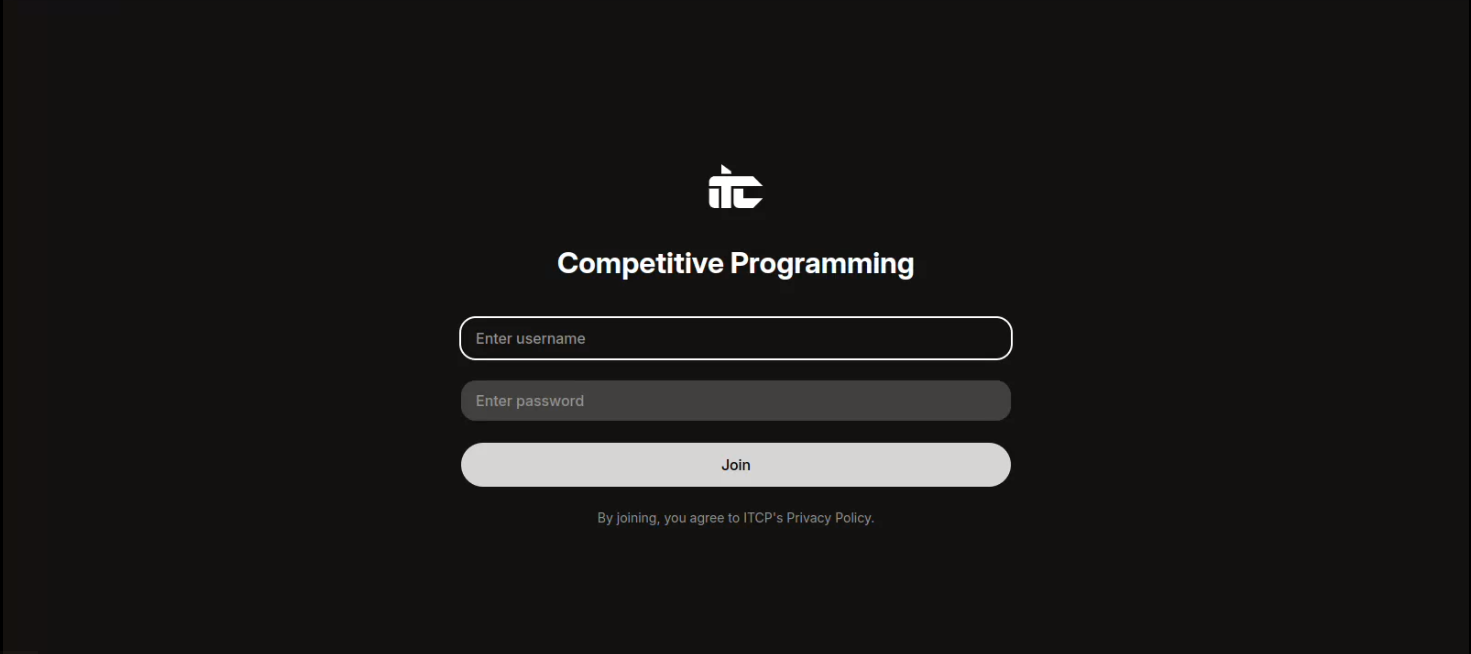 itc
Competitive Programming
Enter username
Enter password
Join
By joining, you agree to ITCP's Privacy Policy.